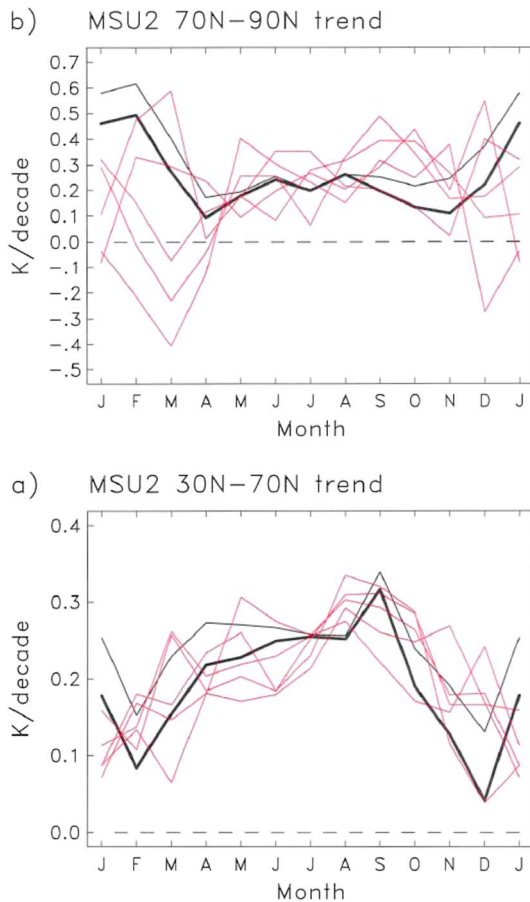 b) MSU2 70N-90N trend
0.7
0.6
0.5
0.4
0.3
0.2
0.1
0.0
-.1
-.2
-.3
-.4
-.5
K/decade
J F M A M J J A S O N D J
Month
a) MSU2 30N-70N trend
0.4
0.3
0.2
0.1
0.0
K/decade
J F M A M J J A S O N D J
Month